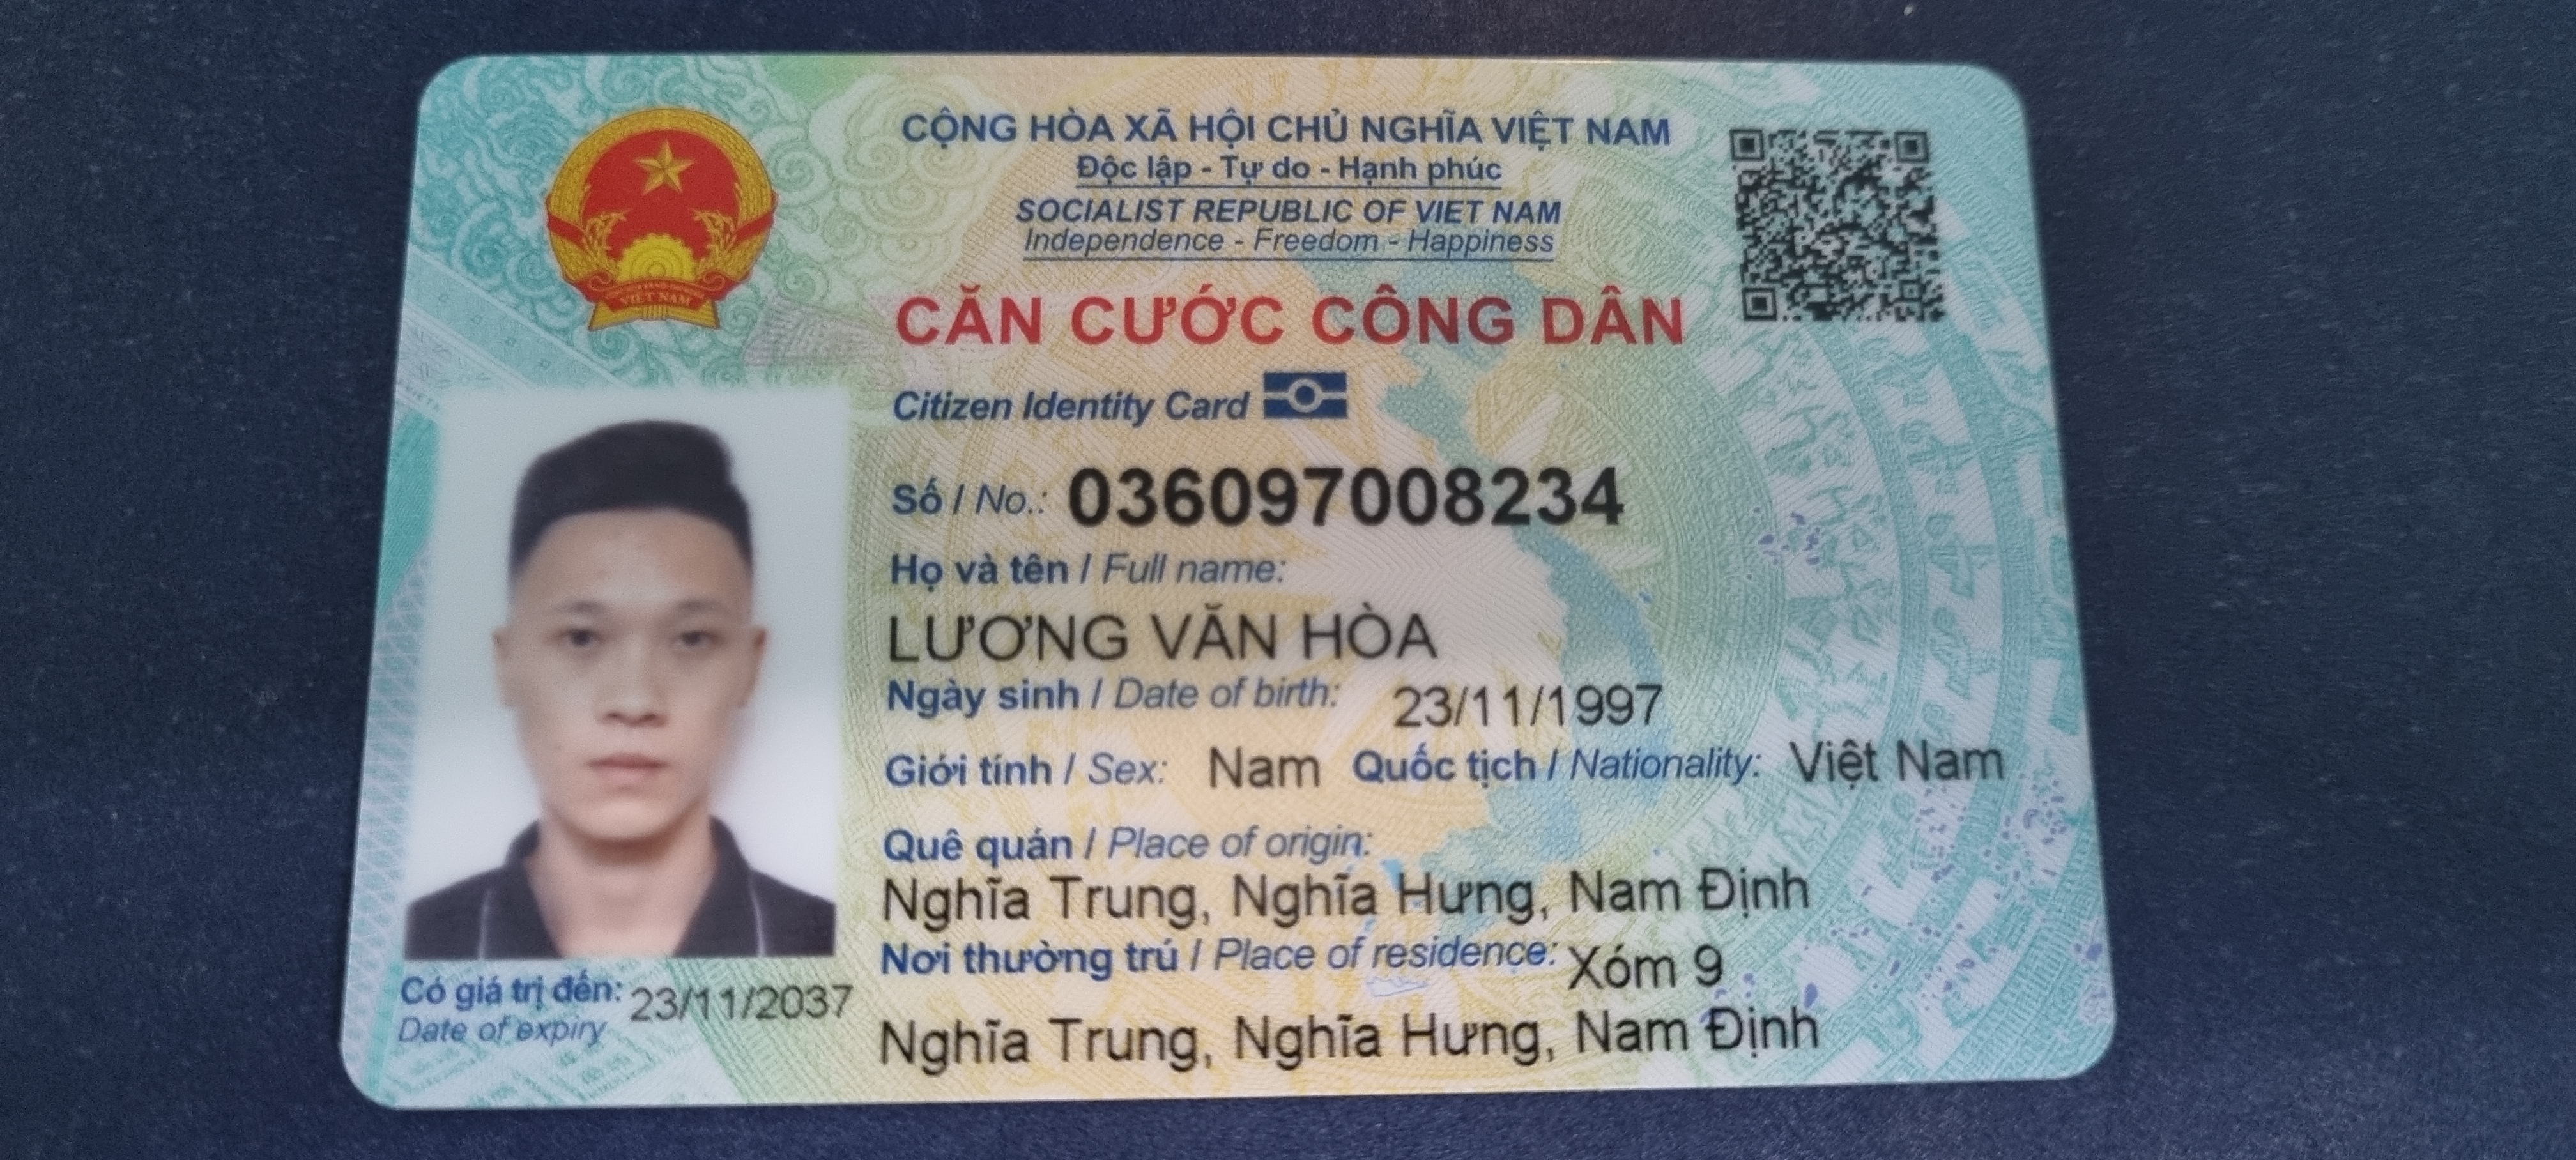 CỘNG HÒA XÃ HỘI CHỦ NGHĨA VIỆT NAM
Độc lập - Tự do - Hạnh phúc
SOCIALIST REPUBLIC OF VIET NAM
Independence - Freedom - Happiness
CĂN CƯỚC CÔNG DÂN
Citizen Identity Card
Số / No.: 036097008234
Họ và tên / Full name:
LƯƠNG VĂN HÒA
Ngày sinh / Date of birth: 23/11/1997
Giới tính / Sex: Nam Quốc tịch / Nationality: Việt Nam
Quê quán / Place of origin:
Nghĩa Trung, Nghĩa Hưng, Nam Định
Nơi thường trú / Place of residence: Xóm 9
Nghĩa Trung, Nghĩa Hưng, Nam Định
Có giá trị đến: 23/11/2037
Date of expiry
VIỆT NAM